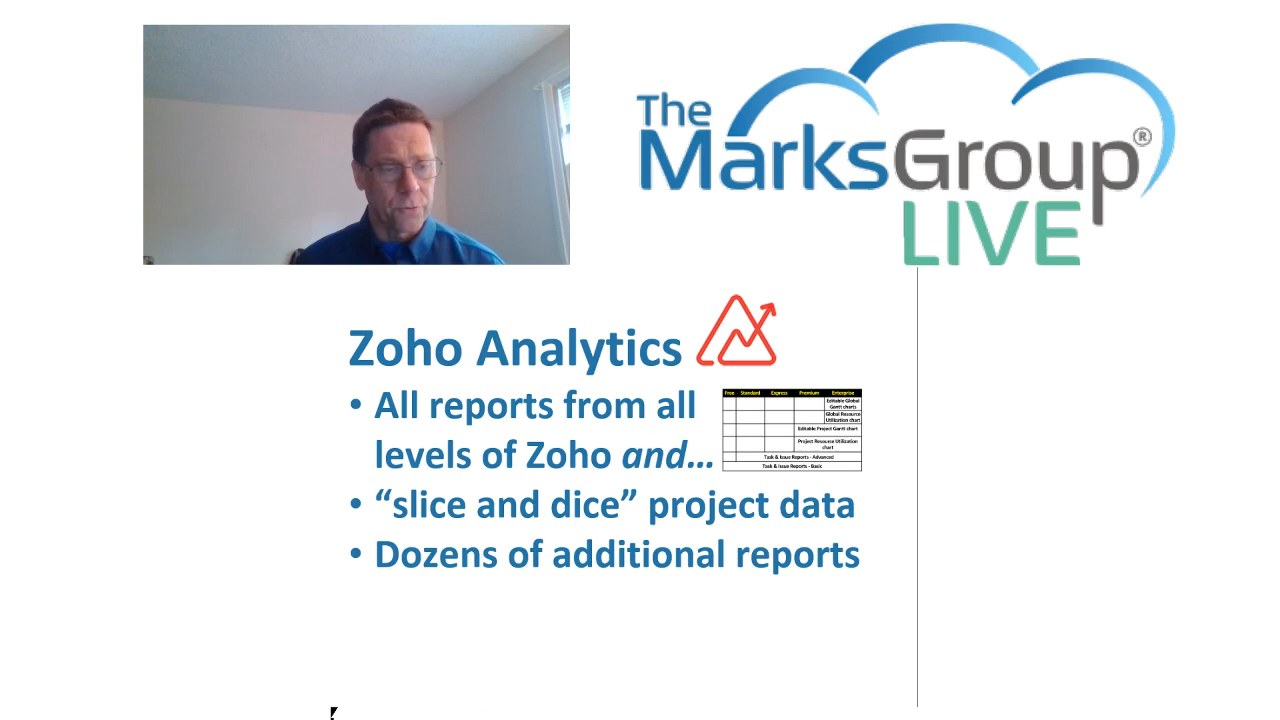 The
MarksGroup®
LIVE
Zoho Analytics
• All reports from all
levels of Zoho and...
Free Standard Express Premium Enterprise
Editable Global
Gantt charts
Global Resource
Utilization chart
Editable Project Gantt chart
Project Resource Utilization
chart
Task & Issue Reports - Advanced
Task & Issue Reports - Basic
• “slice and dice” project data
• Dozens of additional reports